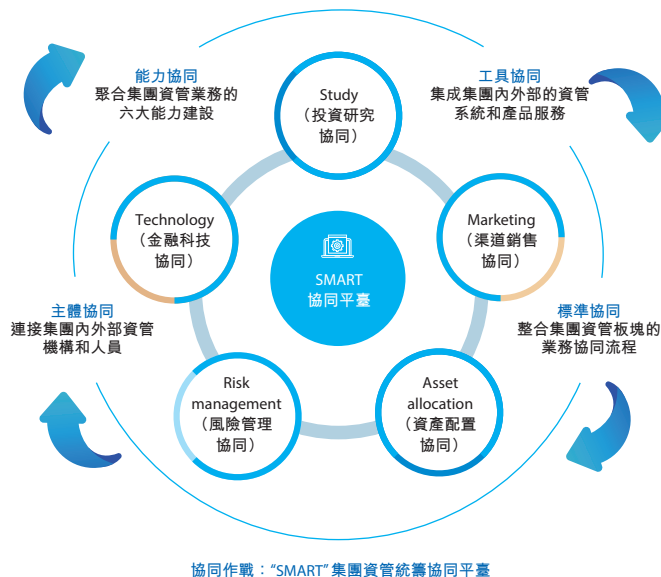 能力協同
聚合集團資管業務的
六大能力建設
工具協同
集成集團內外部的資管
系統和產品服務
Study
（投資研究
協同）
Technology
（金融科技
協同）
Marketing
（渠道銷售
協同）
SMART
協同平臺
主體協同
連接集團內外部資管
機構和人員
標準協同
整合集團資管板塊的
業務協同流程
Risk
management
（風險管理
協同）
Asset
allocation
（資產配置
協同）
協同作戰：“SMART”集團資管統籌協同平臺